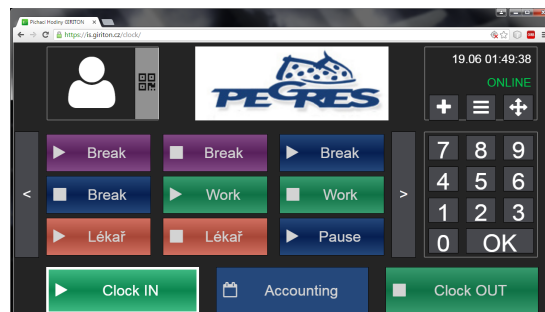 Pichaci Hodiny GIRITON
https://is.giriton.cz/clock/
19.06 01:49:38
ONLINE
PEGRES
Break Break Break
7 8 9
< Break Work Work >
4 5 6
Lékař Lékař Pause
1 2 3
0 OK
Clock IN Accounting Clock OUT